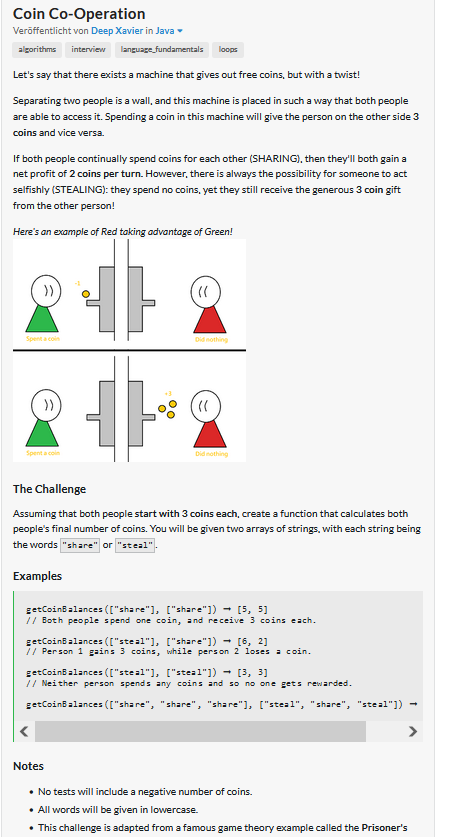 Coin Co-Operation
Veröffentlicht von Deep Xavier in Java
algorithms interview language_fundamentals loops
Let's say that there exists a machine that gives out free coins, but with a twist!
Separating two people is a wall, and this machine is placed in such a way that both people
are able to access it. Spending a coin in this machine will give the person on the other side 3
coins and vice versa.
If both people continually spend coins for each other (SHARING), then they'll both gain a
net profit of 2 coins per turn. However, there is always the possibility for someone to act
selfishly (STEALING): they spend no coins, yet they still receive the generous 3 coin gift
from the other person!
Here's an example of Red taking advantage of Green!
-1
Spent a coin Did nothing
+3
Spent a coin Did nothing
The Challenge
Assuming that both people start with 3 coins each, create a function that calculates both
people's final number of coins. You will be given two arrays of strings, with each string being
the words "share" or "steal".
Examples
getCoinBalances(["share"], ["share"]) → [5, 5]
// Both people spend one coin, and receive 3 coins each.
getCoinBalances(["steal"], ["share"]) → [6, 2]
// Person 1 gains 3 coins, while person 2 loses a coin.
getCoinBalances(["steal"], ["steal"]) → [3, 3]
// Neither person spends any coins and so no one gets rewarded.
getCoinBalances(["share", "share", "share"], ["steal", "share", "steal"]) →
Notes
• No tests will include a negative number of coins.
• All words will be given in lowercase.
• This challenge is adapted from a famous game theory example called the Prisoner's